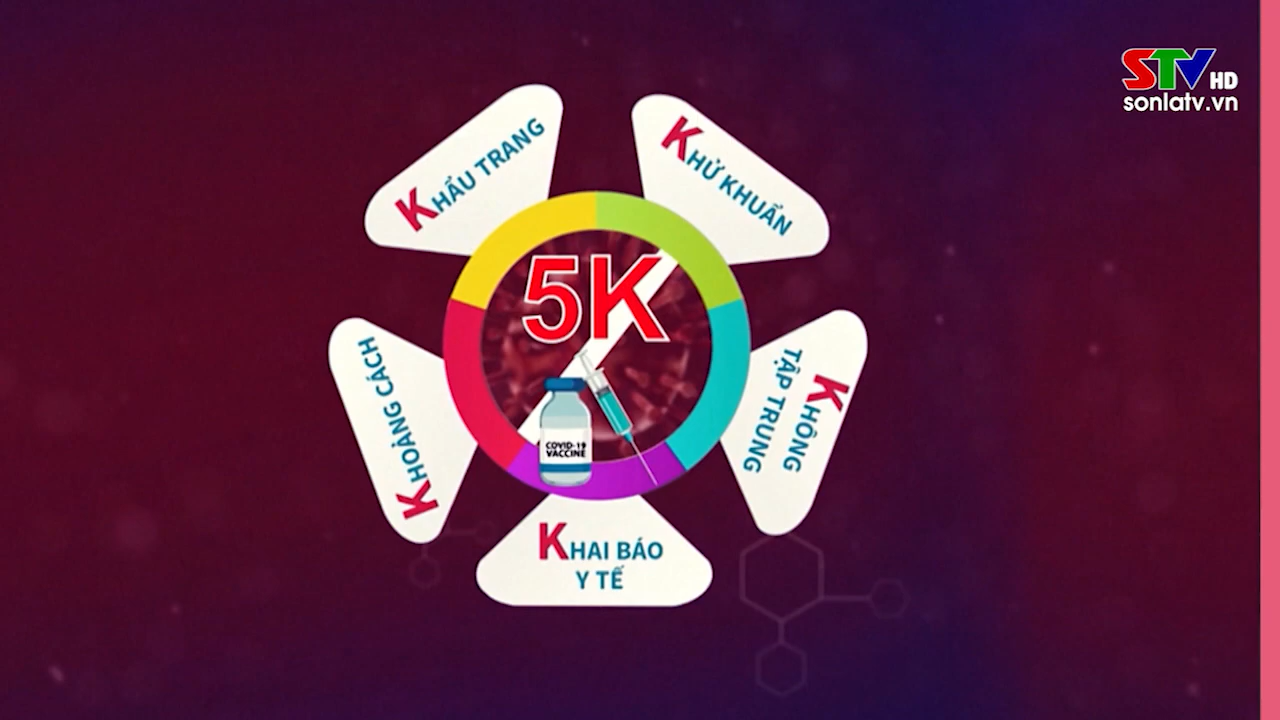 STV HD
sonlatv.vn
KHẨU TRANG
KHỬ KHUẨN
5K
KHOẢNG CÁCH
KHÔNG
TẬP TRUNG
COVID-19
VACCINE
KHAI BÁO
Y TẾ